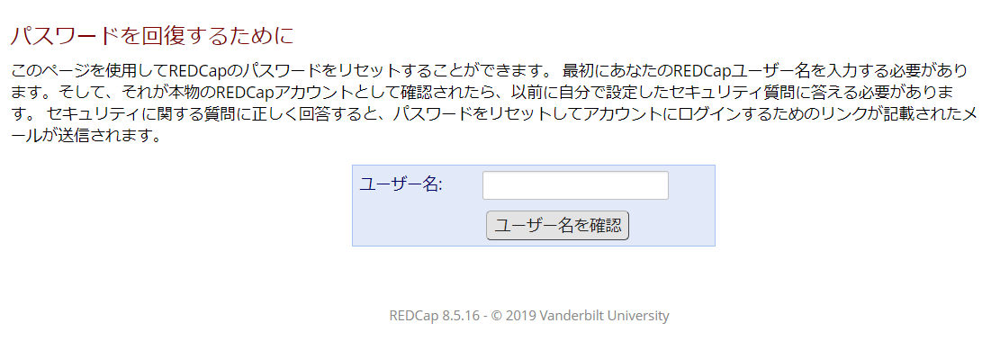 パスワードを回復するために
このページを使用してREDCapのパスワードをリセットすることができます。 最初にあなたのREDCapユーザー名を入力する必要があり
ます。そして、それが本物のREDCapアカウントとして確認されたら、以前に自分で設定したセキュリティ質問に答える必要がありま
す。 セキュリティに関する質問に正しく回答すると、パスワードをリセットしてアカウントにログインするためのリンクが記載されたメ
ールが送信されます。
ユーザー名:
ユーザー名を確認
REDCap 8.5.16 - © 2019 Vanderbilt University